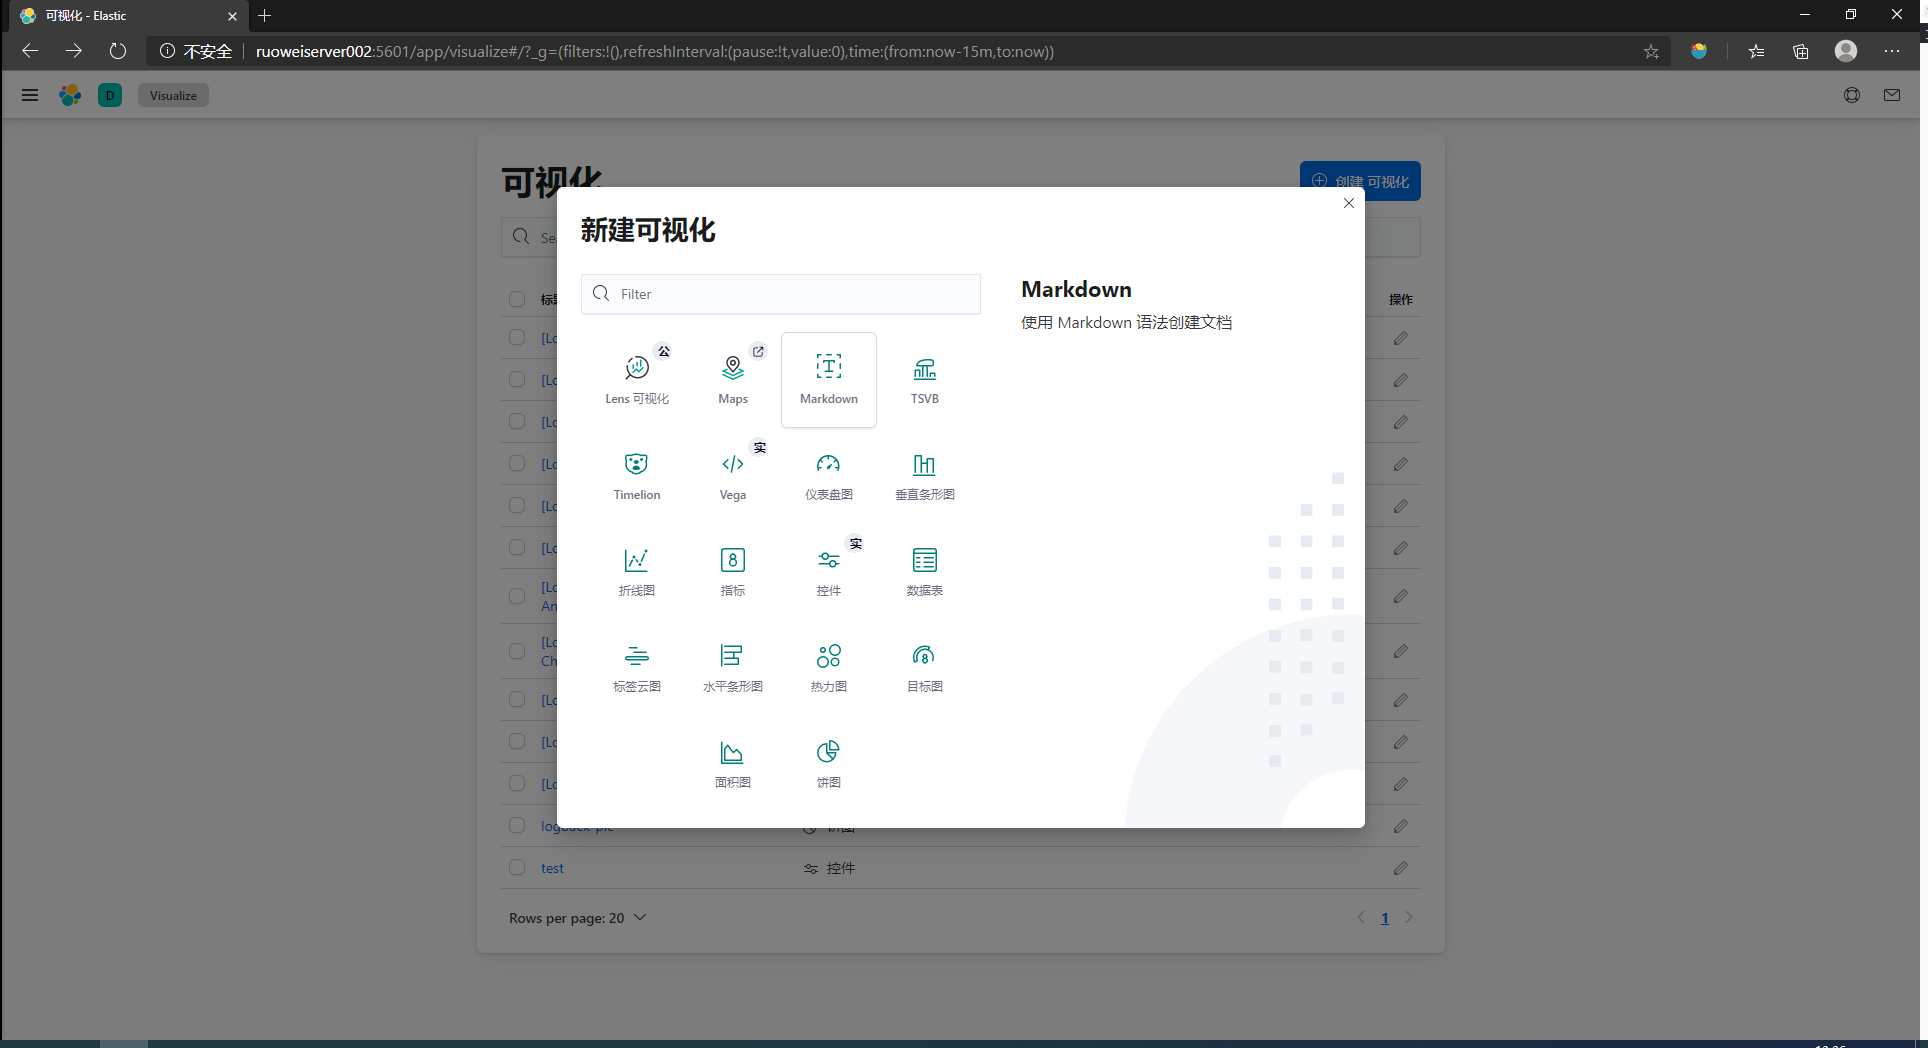 可视化 - Elastic
不安全
ruoweiserver002:5601/app/visualize#/?_g=(filters:!(),refreshInterval:(pause:!t,value:0),time:(from:now-15m,to:now))
D
Visualize
可视化
创建 可视化
新建可视化
Filter
Markdown
使用 Markdown 语法创建文档
操作
公
Lens 可视化
Maps
Markdown
TSVB
实
Timelion
Vega
仪表盘图
垂直条形图
实
折线图
指标
控件
数据表
标签云图
水平条形图
热力图
目标图
面积图
饼图
test
控件
Rows per page: 20
1